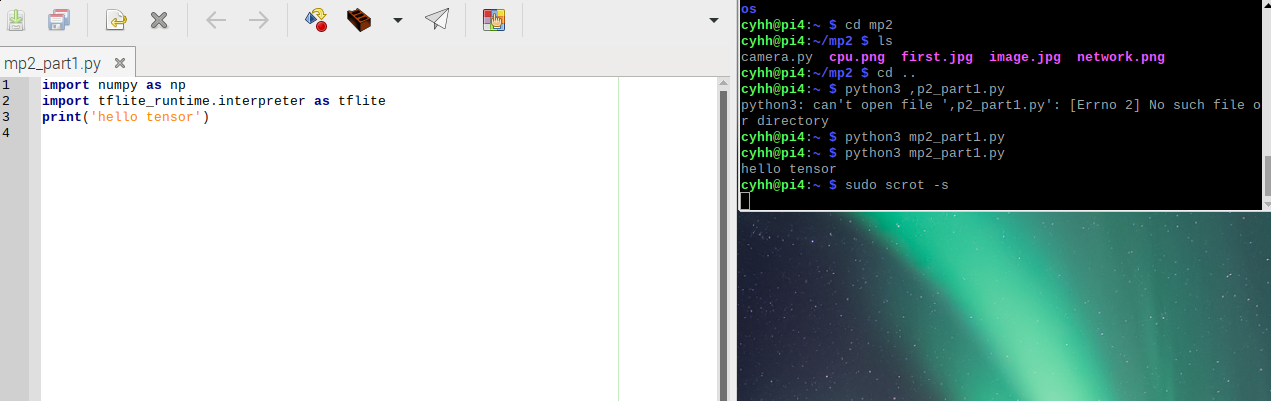 mp2_part1.py
1 import numpy as np
2 import tflite_runtime.interpreter as tflite
3 print('hello tensor')
4
os
cyhh@pi4:~ $ cd mp2
cyhh@pi4:~/mp2 $ ls
camera.py  cpu.png  first.jpg  image.jpg  network.png
cyhh@pi4:~/mp2 $ cd ..
cyhh@pi4:~ $ python3 ,p2_part1.py
python3: can't open file ',p2_part1.py': [Errno 2] No such file o
r directory
cyhh@pi4:~ $ python3 mp2_part1.py
cyhh@pi4:~ $ python3 mp2_part1.py
hello tensor
cyhh@pi4:~ $ sudo scrot -s